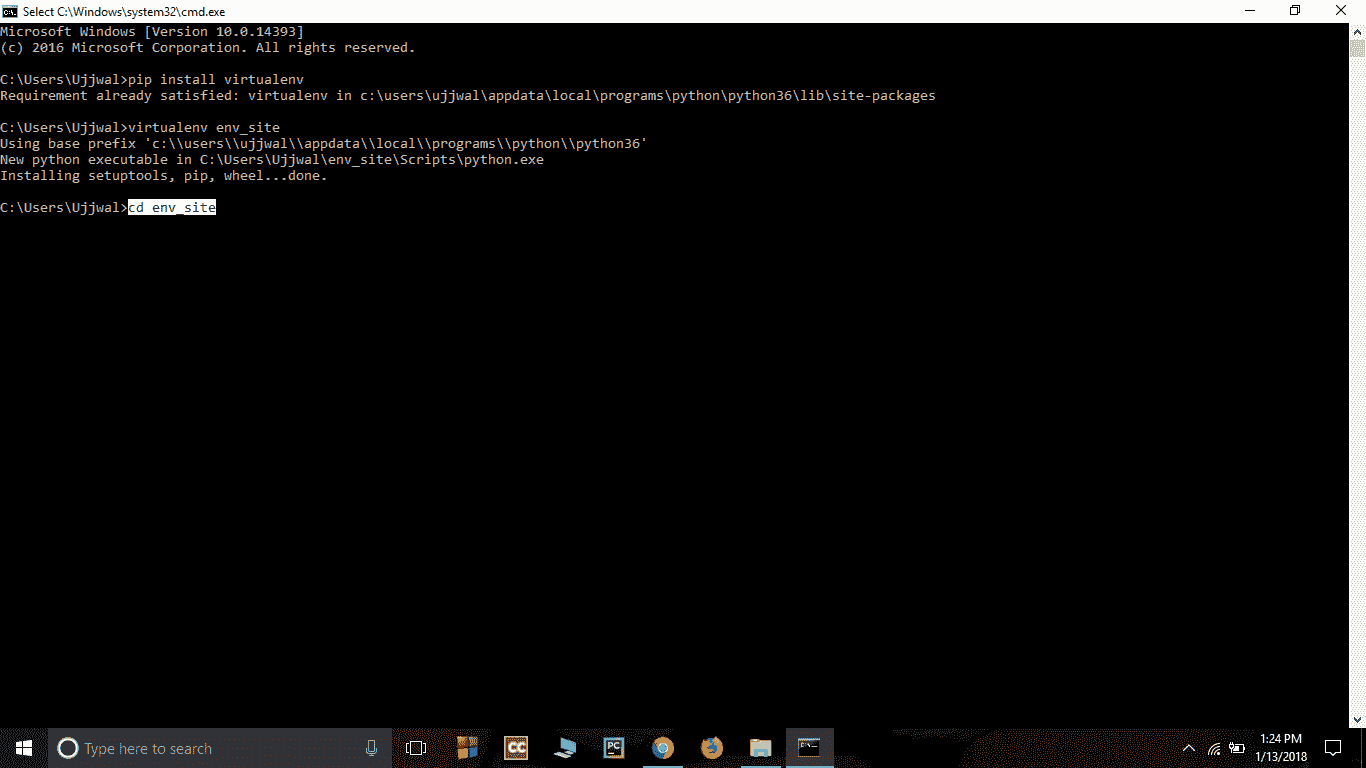 Select C:\Windows\system32\cmd.exe
Microsoft Windows [Version 10.0.14393]
(c) 2016 Microsoft Corporation. All rights reserved.
C:\Users\Ujjwal>pip install virtualenv
Requirement already satisfied: virtualenv in c:\users\ujjwal\appdata\local\programs\python\python36\lib\site-packages
C:\Users\Ujjwal>virtualenv env_site
Using base prefix 'c:\\users\\ujjwal\\appdata\\local\\programs\\python\\python36'
New python executable in C:\Users\Ujjwal\env_site\Scripts\python.exe
Installing setuptools, pip, wheel...done.
C:\Users\Ujjwal>cd env_site
Type here to search
CC
PC
1:24 PM
1/13/2018